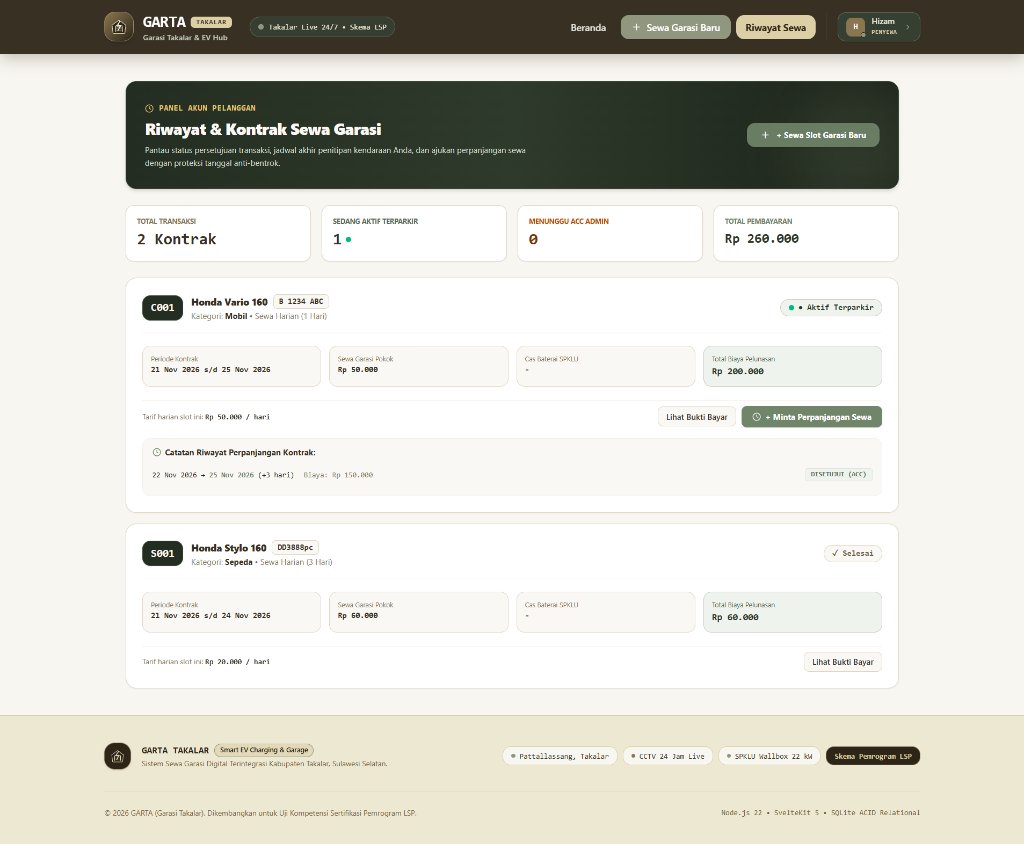 GARTA TAKALAR
Garasi Takalar & EV Hub
Takalar Live 24/7 • Skema LSP
Beranda
+ Sewa Garasi Baru
Riwayat Sewa
H
Hizam
PENYEWA
PANEL AKUN PELANGGAN
Riwayat & Kontrak Sewa Garasi
Pantau status persetujuan transaksi, jadwal akhir penitipan kendaraan Anda, dan ajukan perpanjangan sewa
dengan proteksi tanggal anti-bentrok.
+ + Sewa Slot Garasi Baru
TOTAL TRANSAKSI
2 Kontrak
SEDANG AKTIF TERPARKIR
1
MENUNGGU ACC ADMIN
0
TOTAL PEMBAYARAN
Rp 260.000
C001
Honda Vario 160 B 1234 ABC
Kategori: Mobil • Sewa Harian (1 Hari)
• Aktif Terparkir
Periode Kontrak
21 Nov 2026 s/d 25 Nov 2026
Sewa Garasi Pokok
Rp 50.000
Cas Baterai SPKLU
-
Total Biaya Pelunasan
Rp 200.000
Tarif harian slot ini: Rp 50.000 / hari
Lihat Bukti Bayar
+ Minta Perpanjangan Sewa
Catatan Riwayat Perpanjangan Kontrak:
22 Nov 2026 → 25 Nov 2026 (+3 hari) Biaya: Rp 150.000
DISETUJUI (ACC)
S001
Honda Stylo 160 DD3888pc
Kategori: Sepeda • Sewa Harian (3 Hari)
✓ Selesai
Periode Kontrak
21 Nov 2026 s/d 24 Nov 2026
Sewa Garasi Pokok
Rp 60.000
Cas Baterai SPKLU
-
Total Biaya Pelunasan
Rp 60.000
Tarif harian slot ini: Rp 20.000 / hari
Lihat Bukti Bayar
GARTA TAKALAR Smart EV Charging & Garage
Sistem Sewa Garasi Digital Terintegrasi Kabupaten Takalar, Sulawesi Selatan.
Pattallassang, Takalar
CCTV 24 Jam Live
SPKLU Wallbox 22 kW
Skema Pemrogram LSP
© 2026 GARTA (Garasi Takalar). Dikembangkan untuk Uji Kompetensi Sertifikasi Pemrogram LSP.
Node.js 22 • SvelteKit 5 • SQLite ACID Relational